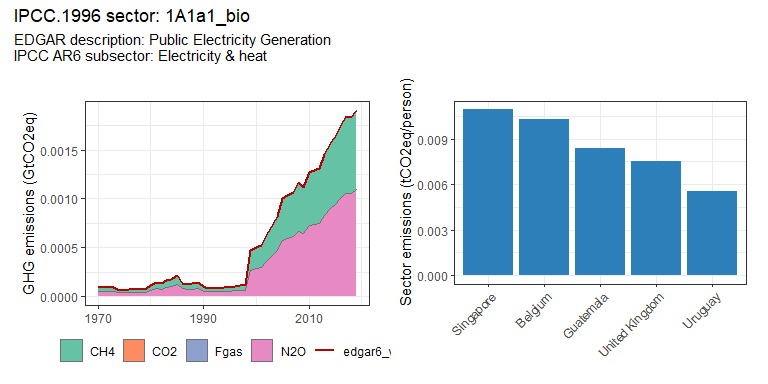 IPCC.1996 sector: 1A1a1_bio
EDGAR description: Public Electricity Generation
IPCC AR6 subsector: Electricity & heat
GHG emissions (GtCO2eq)
0.0015
0.0010
0.0005
0.0000
1970
1990
2010
CH4
CO2
Fgas
N2O
edgar6_v
Sector emissions (tCO2eq/person)
0.009
0.006
0.003
0.000
Singapore
Belgium
Guatemala
United Kingdom
Uruguay